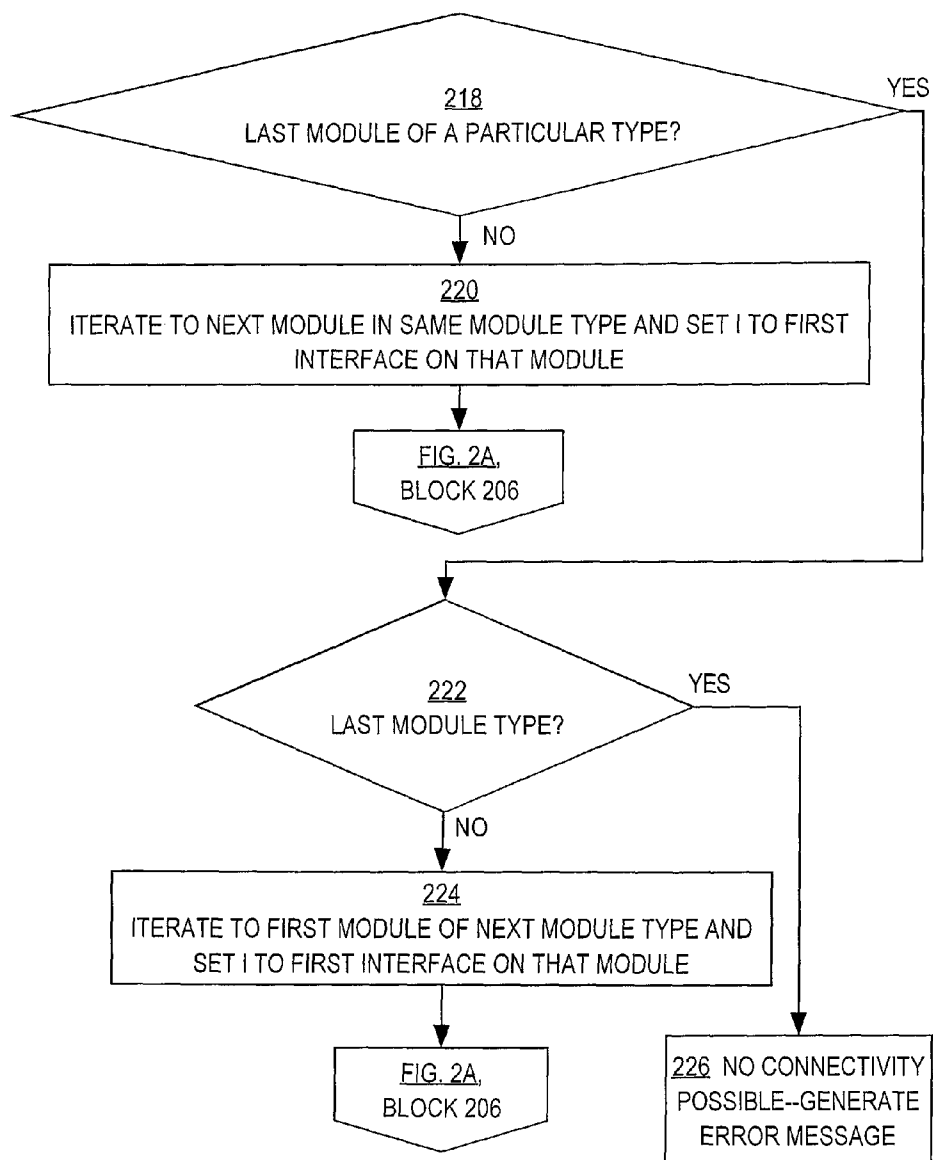 218
LAST MODULE OF A PARTICULAR TYPE?
YES
NO
220
ITERATE TO NEXT MODULE IN SAME MODULE TYPE AND SET I TO FIRST
INTERFACE ON THAT MODULE
FIG. 2A,
BLOCK 206
222
LAST MODULE TYPE?
YES
NO
224
ITERATE TO FIRST MODULE OF NEXT MODULE TYPE AND
SET I TO FIRST INTERFACE ON THAT MODULE
FIG. 2A,
BLOCK 206
226 NO CONNECTIVITY
POSSIBLE--GENERATE
ERROR MESSAGE